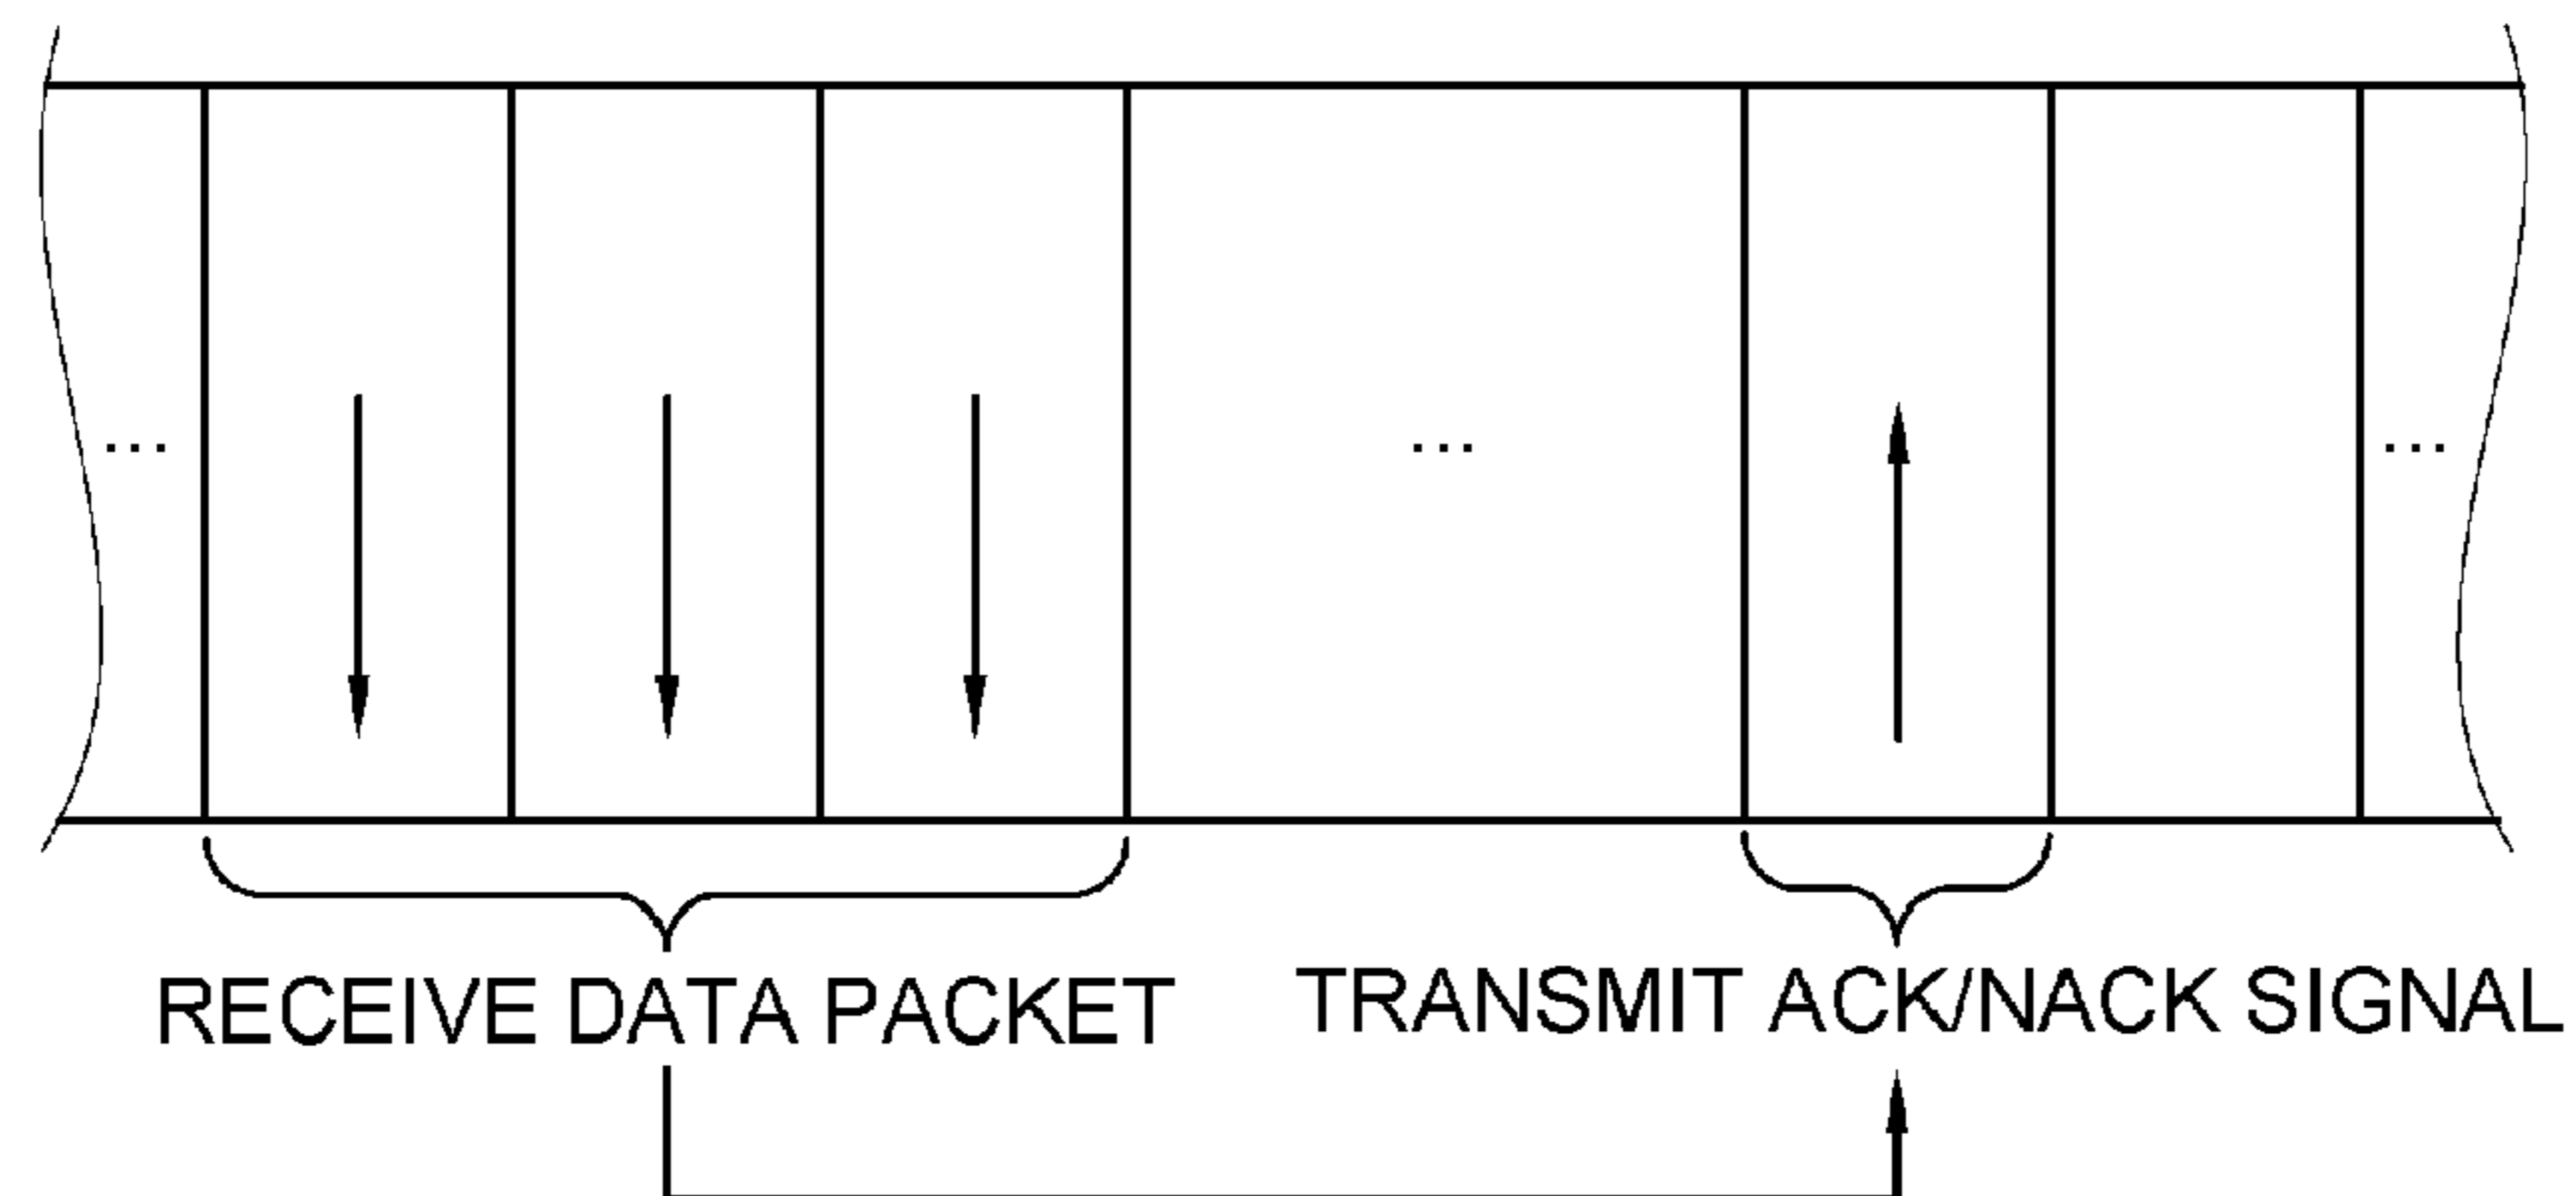 ... ... ...
RECEIVE DATA PACKET
TRANSMIT ACK/NACK SIGNAL